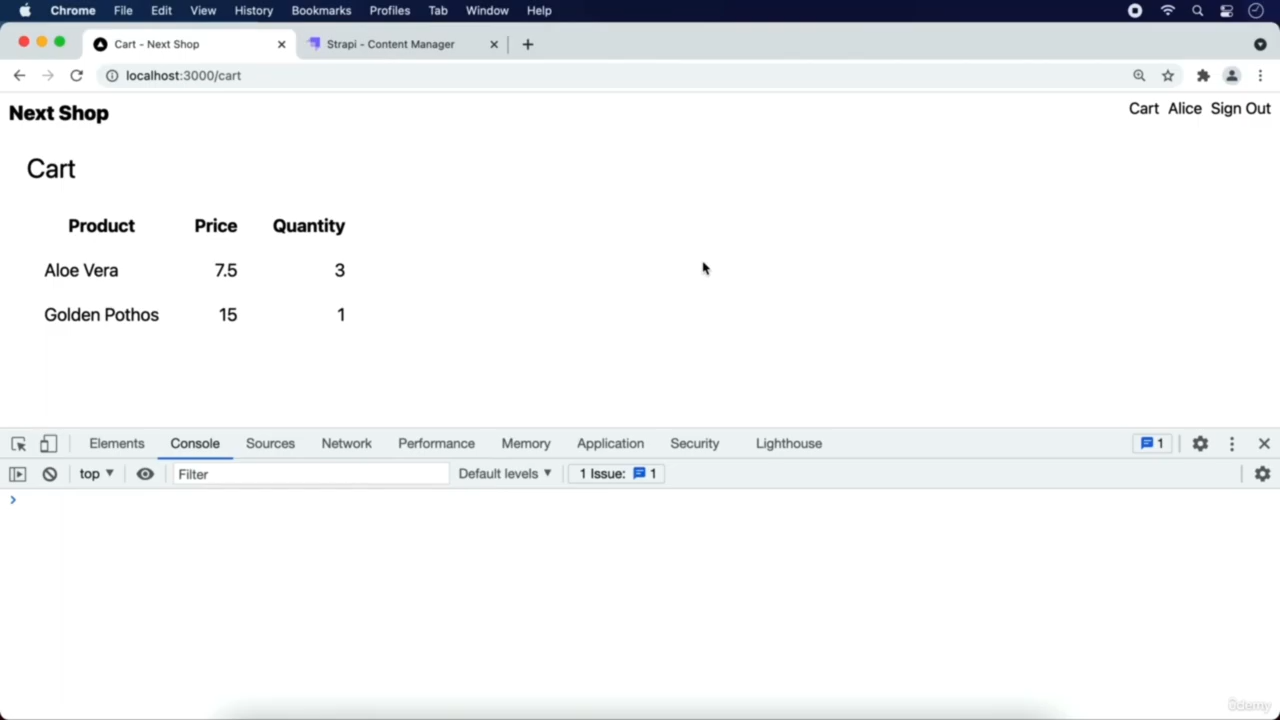 Chrome File Edit View History Bookmarks Profiles Tab Window Help
Cart - Next Shop Strapi - Content Manager
localhost:3000/cart
Next Shop Cart Alice Sign Out
Cart
Product Price Quantity
Aloe Vera 7.5 3
Golden Pothos 15 1
Elements Console Sources Network Performance Memory Application Security Lighthouse 1
top Filter Default levels 1 Issue: 1
Udemy